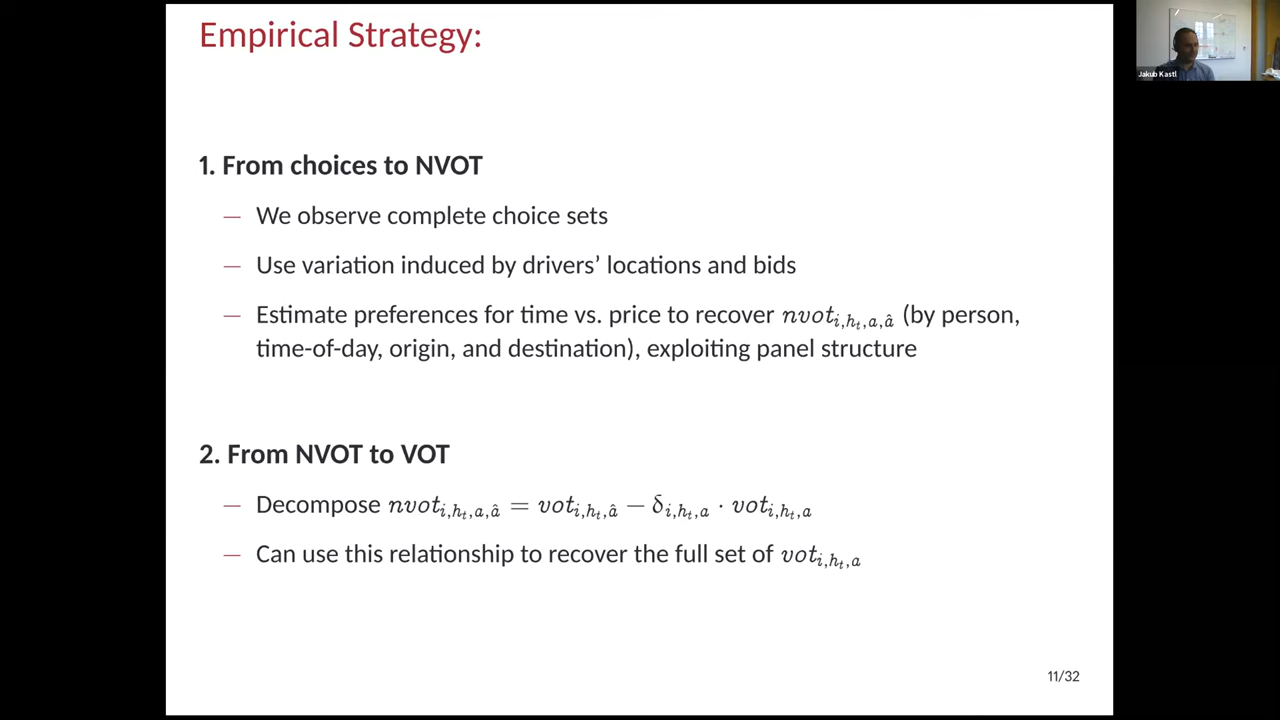 Empirical Strategy:
Jakub Kastl
1. From choices to NVOT
— We observe complete choice sets
— Use variation induced by drivers’ locations and bids
— Estimate preferences for time vs. price to recover nvot_{i,h_t,a,â} (by person,
time-of-day, origin, and destination), exploiting panel structure
2. From NVOT to VOT
— Decompose nvot_{i,h_t,a,â} = vot_{i,h_t,â} − δ_{i,h_t,a} · vot_{i,h_t,a}
— Can use this relationship to recover the full set of vot_{i,h_t,a}
11/32